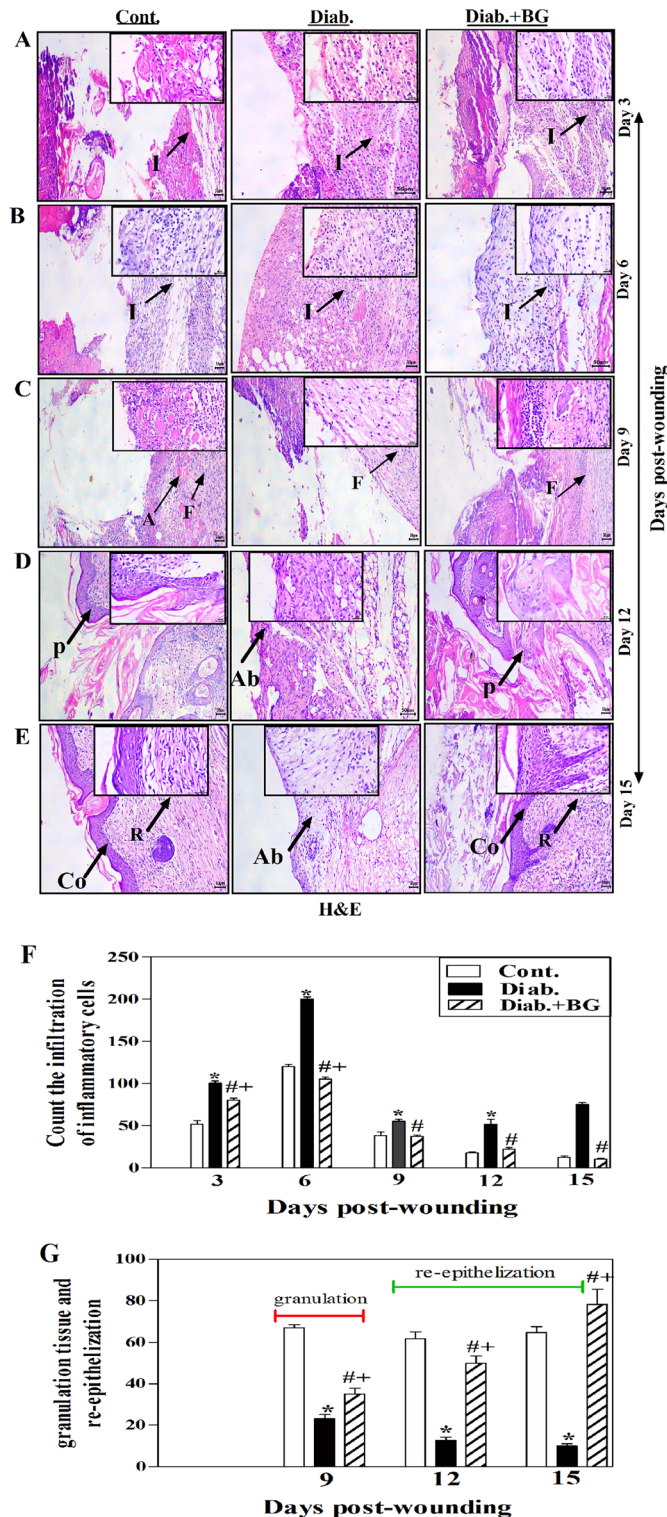 Cont. Diab. Diab.+BG
A
I I I
Day 3
B
I I I
Day 6
C
A F F F
Day 9
Days post-wounding
D
p Ab p
50µm
Day 12
E
Co R Ab Co R
Day 15
H&E
F
Count the infiltration
of inflammatory cells
250
200
150
100
50
0
Cont.
Diab.
Diab.+BG
* #+ * #+ * # * # #
3 6 9 12 15
Days post-wounding
G
granulation tissue and
re-epithelization
100
80
60
40
20
0
granulation
re-epithelization
* #+ * #+ * #+
9 12 15
Days post-wounding